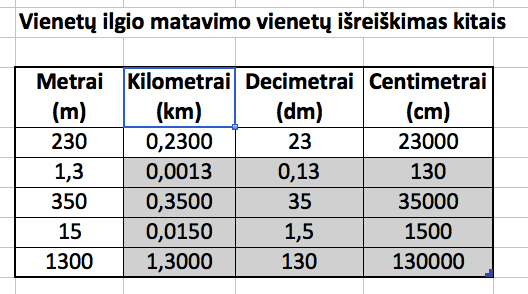 Vienetų ilgio matavimo vienetų išreiškimas kitais
Metrai (m) Kilometrai (km) Decimetrai (dm) Centimetrai (cm)
230 0,2300 23 23000
1,3 0,0013 0,13 130
350 0,3500 35 35000
15 0,0150 1,5 1500
1300 1,3000 130 130000